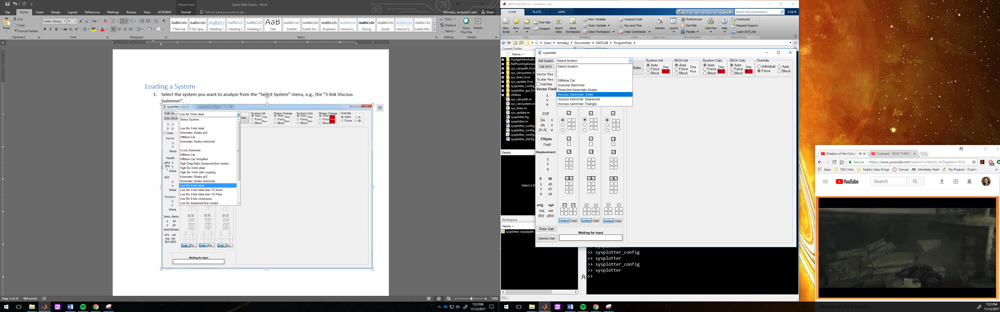 Picture Tools
Quick Start 2.docx - Word
File Home Insert Design Layout References Mailings Review View ACROBAT Format Tell me what you want to do...
Remaley, Jacquelin Leah Share
Paste Cut
Copy
Format Painter
Clipboard
Calibri (Body) 11
Font
Paragraph
¶ Normal ¶ No Spac... Heading 1 Heading 2 Heading 3 Title Subtitle Subtle Em... Emphasis Intense E... Strong Quote Intense Q... Subtle Ref...
Styles
Find
Replace
Select
Editing
Share This File WebEx
WebEx
Loading a System
1. Select the system you want to analyze from the “Select System” menu, e.g., the “3-link Viscous
Swimmer”.
sysplotter
Edit Sy...
Edit ShCh
11 11
21 21
Hold ...
Vector
X
Y
\theta
Height
cBVI X
BVI Y
c \theta
BVI
X
Y
\theta
Displace
X
Y
\theta
\beta dbeta
X dX
Y dY
\thet d\theta
orig opt
traj net
BVI cBVI
Low Re 3-link ideal
Select System
-
Low Re 3-link ideal
Kinematic Snake pi/2
Diffdrive Car
Kinematic Snake restricted
-
4-Link Swimmer
Diffdrive Car
Diffdrive Car Simplifed
High Drag Ratio Serpenoid first modes
High Re 3-link ideal
High Re 3-link with coupling
Kinematic Snake pi/2
Kinematic Snake restricted
Low Re 3-link ideal
Low Re 3-link ideal eta=.75 Avron
Low Re 3-link ideal eta=.75 Peko
Low Re 4-link continuous
Low Re Serpenoid first modes
Refr...
System Init
Auto Dep
Force Run
Block
Shape Change
Auto Dep
Force Run
Block
System Calc
Auto Dep
Force Run
Block
Shape Change
Auto Dep
Force Run
Block
Override
Indivi... A...
Force Bl...
Cont... Co... Cont... Co... Cont... Co...
Waiting for input
Page 3 of 22 884 words
130%
7:23 PM
11/12/2017
MATLAB R2017a - academic use
HOME PLOTS APPS
Search Documentation Log In
New Script
New
Open
Find Files
Compare
FILE
Import Data
Save Workspace
New Variable
Open Variable
Clear Workspace
VARIABLE
Analyze Code
Run and Time
Clear Commands
CODE
Simulink
SIMULINK
Layout
Preferences
Set Path
Parallel
Add-Ons
ENVIRONMENT
Help
Community
Request Support
Learn MATLAB
RESOURCES
C: Users remaleyj Documents MATLAB ProgramFiles
Current Folder
Command Window
Name
HodgeHelmholtz
RefPointOptimize
sys_calcpath_fcns
sys_calcsystem_fc
sys_draw_fcns
sys_update_fcns
sysplotter_config.
sysplotter_gui_fcn
Utilities
sys_calcpath.m
sys_calcsystem.m
sys_draw.m
sys_update.m
sysplotter.fig
sysplotter.m
sysplotter_config.
sysplotter_config.
sysplotter_config.
sysplotter_old.fig
Details
Select a fil
Workspace
Name
sysplotter_inputpath
sysplotter
Edit System
Edit ShCh
Vector Res
Scalar Res
Hold Res
Vector Field
X
Y
θ
CCF
DA X
dA Y
[A,A] θ
Ellipse
Field
Displacement
X
Y
θ
β δβ
X dX
Y dY
θ δθ
orig opt
traj net
BVI cBVI
Draw Gait
Optimize Gait
Select System
Select System
-
-
Diffdrive Car
Granular Swimmer
Three-link Kinematic Snake
Viscous Swimmer: 3-link
Viscous swimmer: Serpenoid
Viscous swimmer: Triangle
Refre...
System Init
Auto Dep
Force Run
Block
ShCh Init
Auto Dep
Force Run
Block
System Calc
Auto Dep
Force Run
Block
ShCh Calc
Auto Dep
Force Run
Block
Override
Individual Auto
Force Block
Contour Color Contour Color Contour Color
Waiting for input
>> sysplotter
>> sysplotter_config
>> sysplotter
>> sysplotter_config
>> sysplotter
fx >>
7:23 PM
11/12/2017
Shadow of the Coloss
Cuphead - BOSS THEME
Secure https://www.youtube.com/watch?v=6tnhG-VcZhg&list=PLR...
145
Apps OSU links helpful class things Canvas Mendeley Feed My Projects - Overle
YouTube
Search
Shadow of the Colossus
7:23 PM
11/12/2017